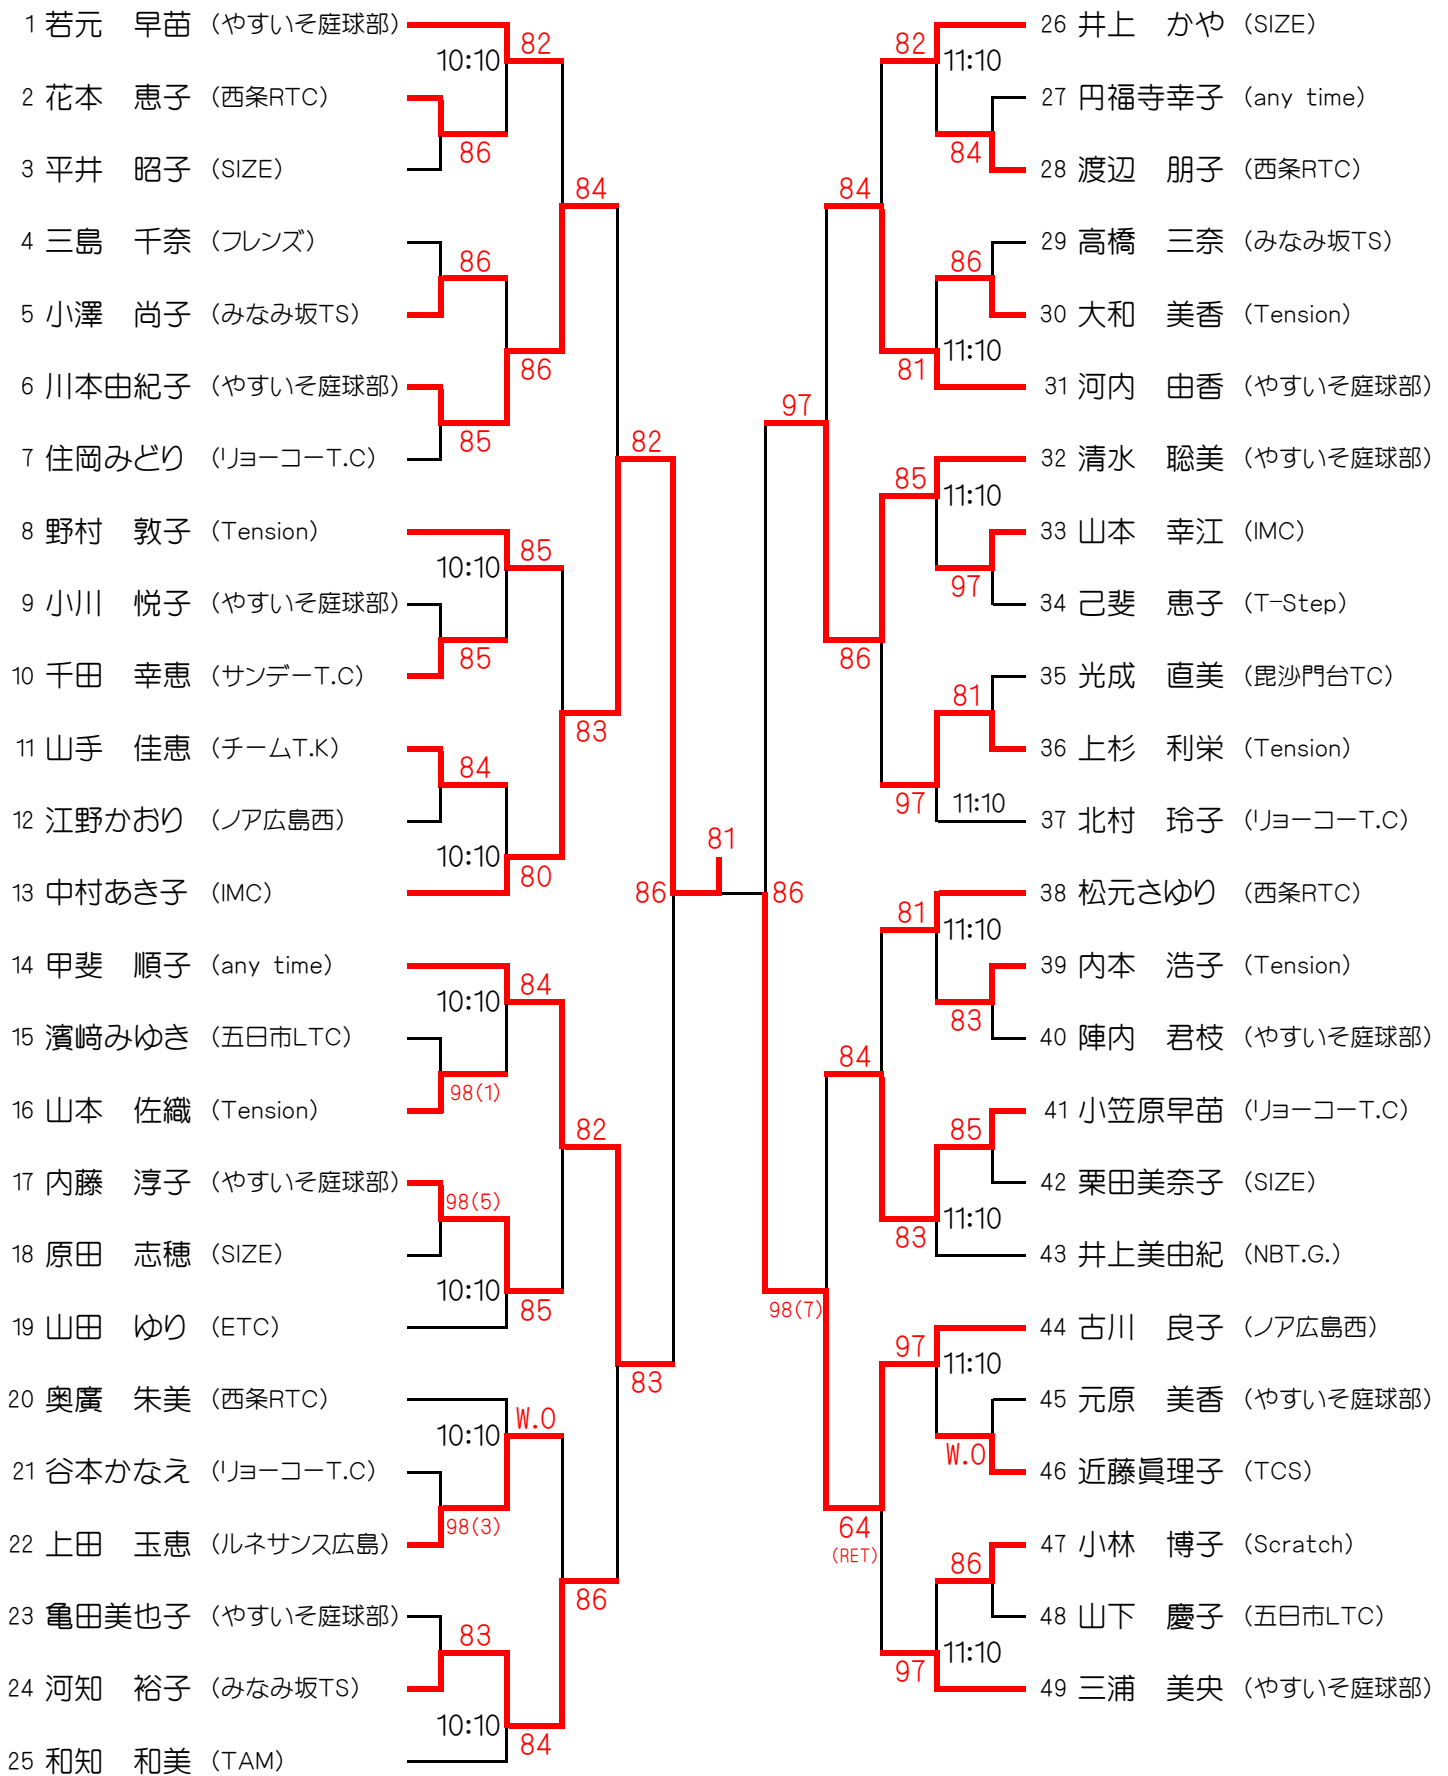 1 若元　早苗 (やすいそ庭球部)
82
10:10
2 花本　恵子 (西条RTC)
86
3 平井　昭子 (SIZE)
84
4 三島　千奈 (フレンズ)
86
5 小澤　尚子 (みなみ坂TS)
86
6 川本由紀子 (やすいそ庭球部)
85
82
7 住岡みどり (リョーコーT.C)
8 野村　敦子 (Tension)
85
10:10
9 小川　悦子 (やすいそ庭球部)
85
10 千田　幸恵 (サンデーT.C)
83
11 山手　佳恵 (チームT.K)
84
12 江野かおり (ノア広島西)
10:10
80
13 中村あき子 (IMC)
86
81
86
14 甲斐　順子 (any time)
84
10:10
15 濱﨑みゆき (五日市LTC)
98(1)
16 山本　佐織 (Tension)
82
17 内藤　淳子 (やすいそ庭球部)
98(5)
18 原田　志穂 (SIZE)
10:10
85
19 山田　ゆり (ETC)
83
20 奥廣　朱美 (西条RTC)
W.O
10:10
21 谷本かなえ (リョーコーT.C)
98(3)
22 上田　玉恵 (ルネサンス広島)
86
23 亀田美也子 (やすいそ庭球部)
83
24 河知　裕子 (みなみ坂TS)
10:10
84
25 和知　和美 (TAM)
26 井上　かや (SIZE)
82
11:10
27 円福寺幸子 (any time)
84
28 渡辺　朋子 (西条RTC)
84
29 高橋　三奈 (みなみ坂TS)
86
30 大和　美香 (Tension)
11:10
81
31 河内　由香 (やすいそ庭球部)
97
32 清水　聡美 (やすいそ庭球部)
85
11:10
33 山本　幸江 (IMC)
97
34 己斐　恵子 (T-Step)
86
35 光成　直美 (毘沙門台TC)
81
36 上杉　利栄 (Tension)
97
11:10
37 北村　玲子 (リョーコーT.C)
38 松元さゆり (西条RTC)
81
11:10
39 内本　浩子 (Tension)
83
40 陣内　君枝 (やすいそ庭球部)
84
41 小笠原早苗 (リョーコーT.C)
85
42 栗田美奈子 (SIZE)
11:10
83
43 井上美由紀 (NBT.G.)
98(7)
44 古川　良子 (ノア広島西)
97
11:10
45 元原　美香 (やすいそ庭球部)
W.O
46 近藤眞理子 (TCS)
64
(RET)
47 小林　博子 (Scratch)
86
48 山下　慶子 (五日市LTC)
11:10
97
49 三浦　美央 (やすいそ庭球部)